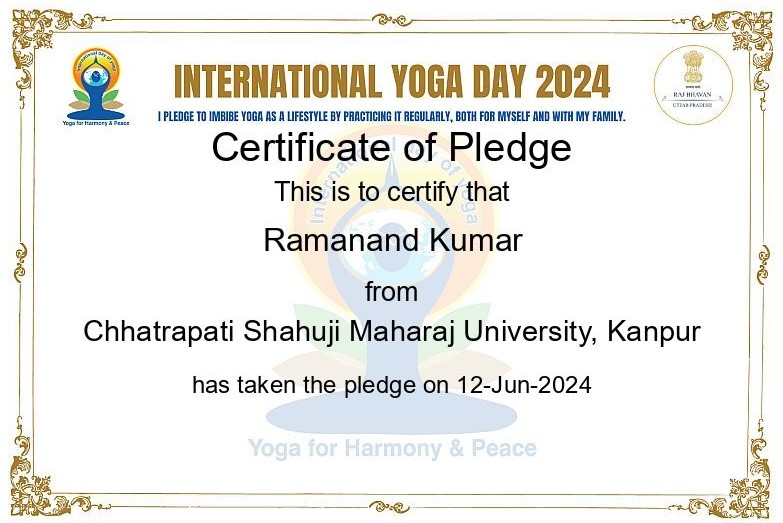 International day of Yoga
Yoga for Harmony & Peace
INTERNATIONAL YOGA DAY 2024
RAJ BHAVAN
UTTAR PRADESH
I PLEDGE TO IMBIBE YOGA AS A LIFESTYLE BY PRACTICING IT REGULARLY, BOTH FOR MYSELF AND WITH MY FAMILY.
Certificate of Pledge
This is to certify that
International day of Yoga
Ramanand Kumar
from
Chhatrapati Shahuji Maharaj University, Kanpur
has taken the pledge on 12-Jun-2024
Yoga for Harmony & Peace